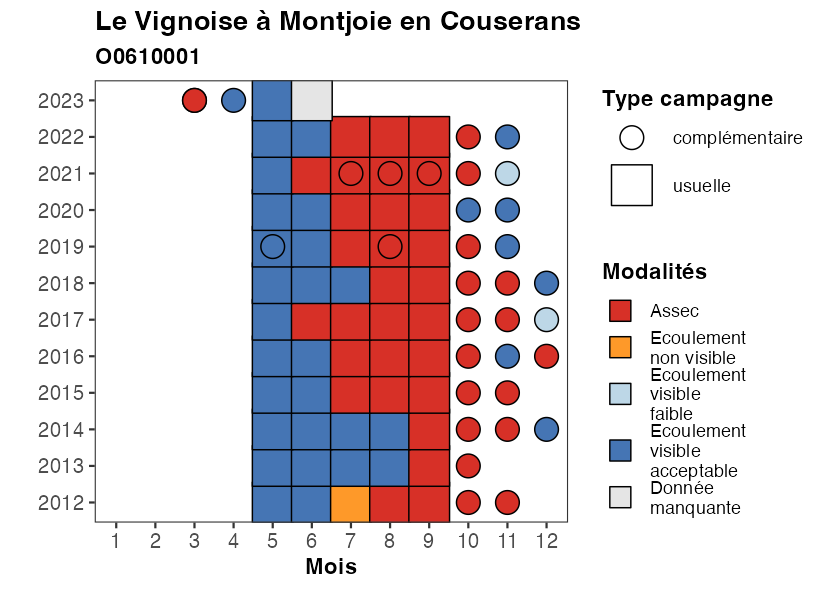 Le Vignoise à Montjoie en Couserans
O0610001
2023
2022
2021
2020
2019
2018
2017
2016
2015
2014
2013
2012
1 2 3 4 5 6 7 8 9 10 11 12
Mois
Type campagne
complémentaire
usuelle
Modalités
Assec
Ecoulement
non visible
Ecoulement
visible
faible
Ecoulement
visible
acceptable
Donnée
manquante